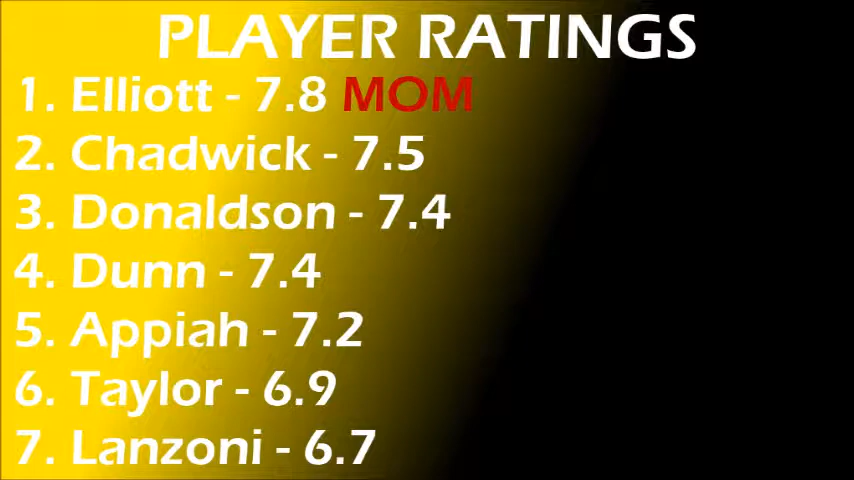 PLAYER RATINGS
1. Elliott - 7.8 MOM
2. Chadwick - 7.5
3. Donaldson - 7.4
4. Dunn - 7.4
5. Appiah - 7.2
6. Taylor - 6.9
7. Lanzoni - 6.7